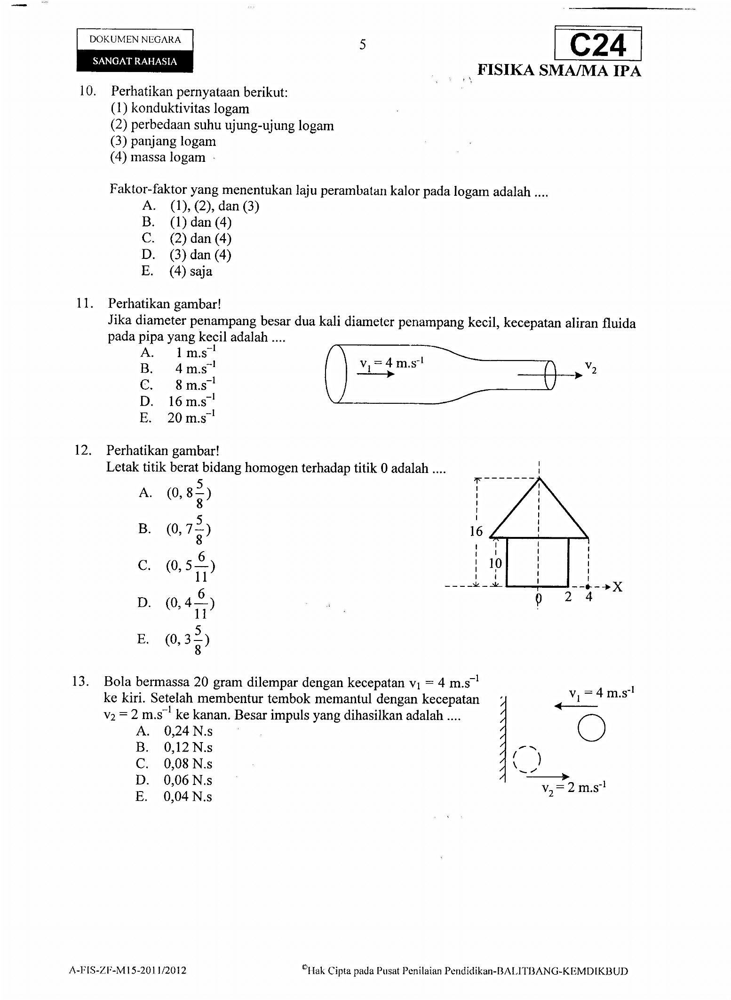 DOKUMEN NEGARA
SANGAT RAHASIA
5
C24
FISIKA SMA/MA IPA
10. Perhatikan pernyataan berikut:
(1) konduktivitas logam
(2) perbedaan suhu ujung-ujung logam
(3) panjang logam
(4) massa logam
Faktor-faktor yang menentukan laju perambatan kalor pada logam adalah ....
A. (1), (2), dan (3)
B. (1) dan (4)
C. (2) dan (4)
D. (3) dan (4)
E. (4) saja
11. Perhatikan gambar!
Jika diameter penampang besar dua kali diameter penampang kecil, kecepatan aliran fluida
pada pipa yang kecil adalah ....
A. 1 m.s⁻¹
B. 4 m.s⁻¹
C. 8 m.s⁻¹
D. 16 m.s⁻¹
E. 20 m.s⁻¹
v₁ = 4 m.s⁻¹
v₂
12. Perhatikan gambar!
Letak titik berat bidang homogen terhadap titik 0 adalah ....
A. (0, 8 5/8)
B. (0, 7 5/8)
C. (0, 5 6/11)
D. (0, 4 6/11)
E. (0, 3 5/8)
16
10
X
0 2 4
13. Bola bermassa 20 gram dilempar dengan kecepatan v₁ = 4 m.s⁻¹
ke kiri. Setelah membentur tembok memantul dengan kecepatan
v₂ = 2 m.s⁻¹ ke kanan. Besar impuls yang dihasilkan adalah ....
A. 0,24 N.s
B. 0,12 N.s
C. 0,08 N.s
D. 0,06 N.s
E. 0,04 N.s
v₁ = 4 m.s⁻¹
v₂ = 2 m.s⁻¹
A-FIS-ZF-M15-2011/2012
©Hak Cipta pada Pusat Penilaian Pendidikan-BALITBANG-KEMDIKBUD